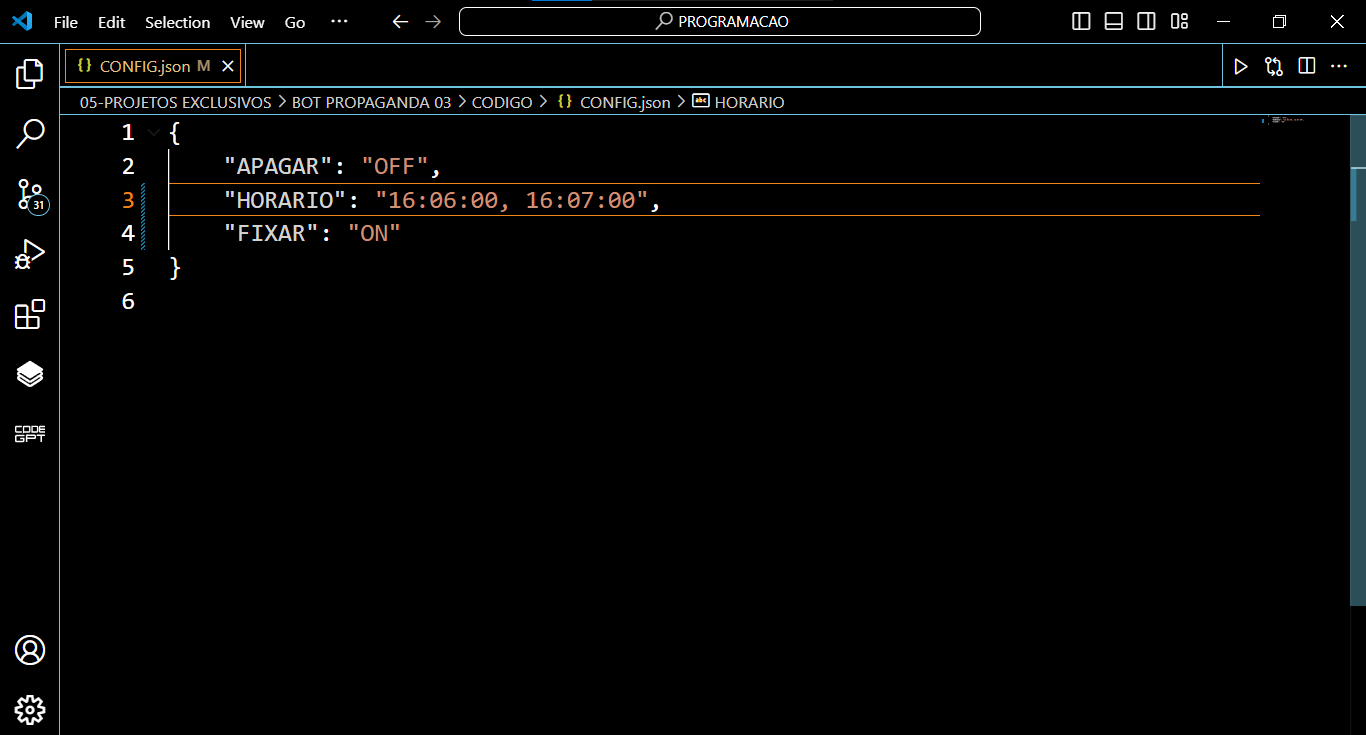 File Edit Selection View Go ··· PROGRAMACAO
{} CONFIG.json M
05-PROJETOS EXCLUSIVOS > BOT PROPAGANDA 03 > CODIGO > {} CONFIG.json > abc HORARIO
1 {
2 "APAGAR": "OFF",
3 "HORARIO": "16:06:00, 16:07:00",
4 "FIXAR": "ON"
5 }
6
31
CODE
GPT